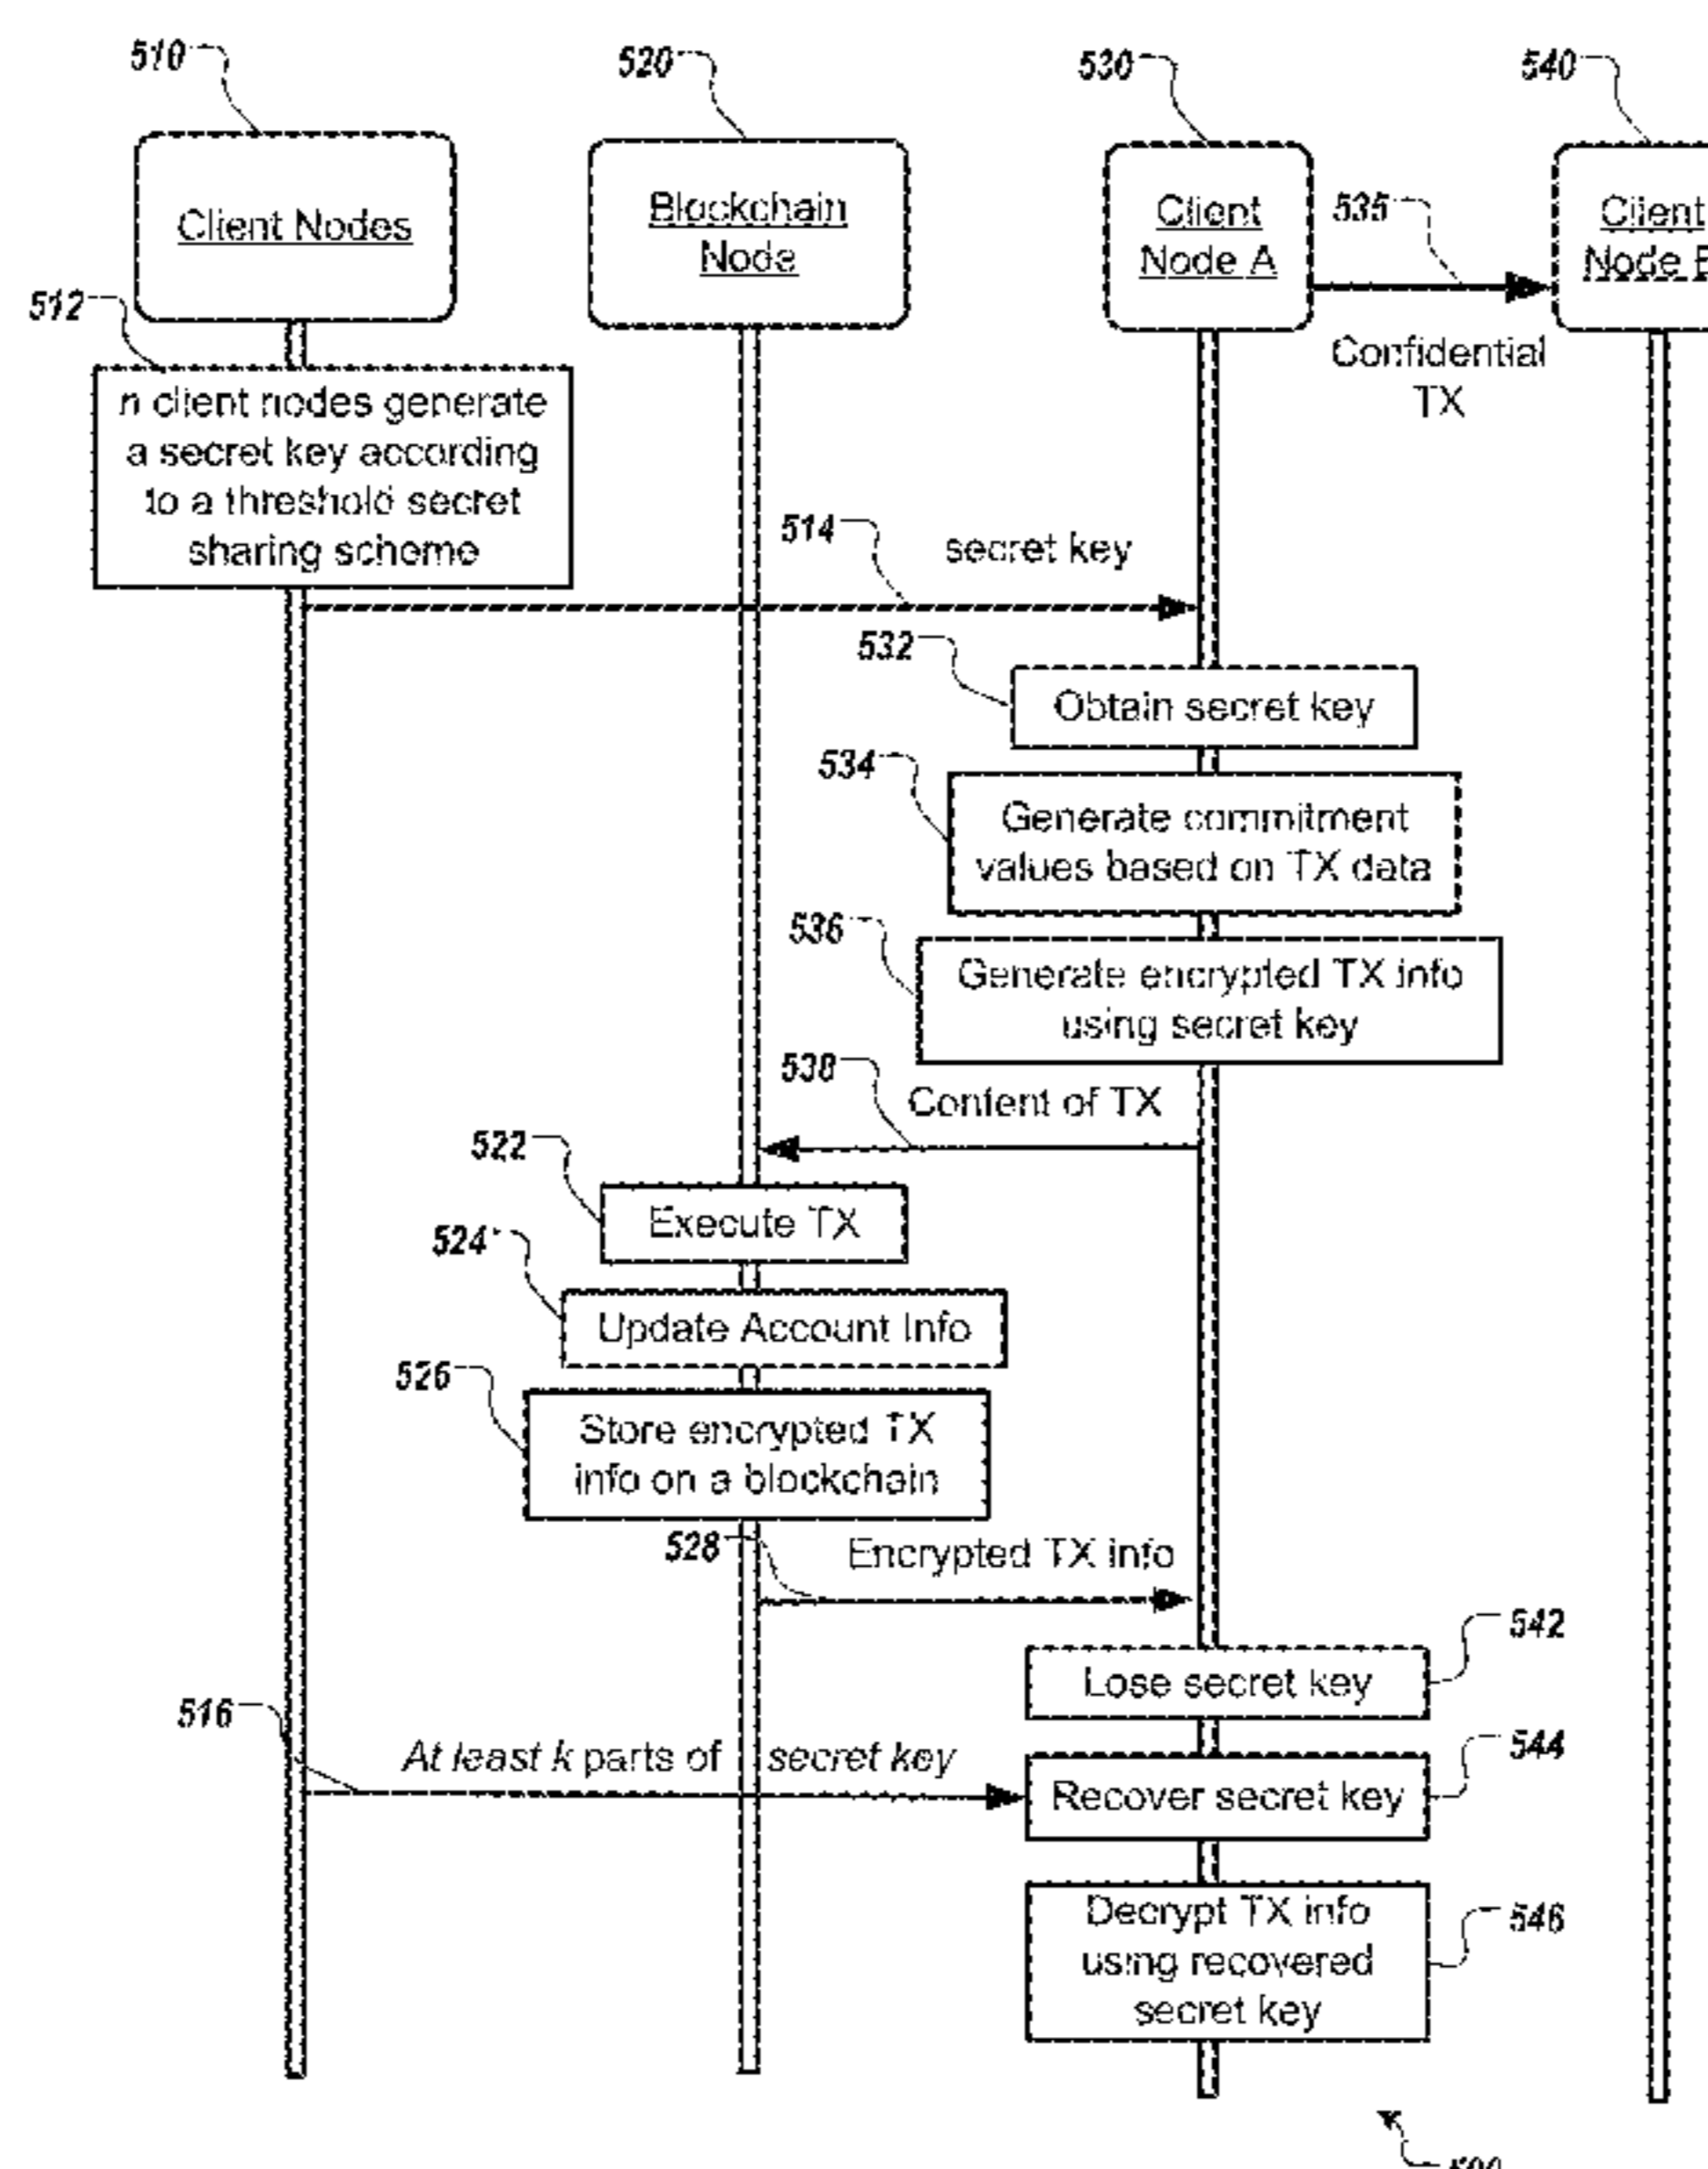 510
520
530
540
Client Nodes
Blockchain
Node
Client
Node A
535
Client
Node
512
Confidential
TX
n client nodes generate
a secret key according
to a threshold secret
sharing scheme
514
secret key
532
Obtain secret key
534
Generate commitment
values based on TX data
536
Generate encrypted TX info
using secret key
538
Content of TX
522
Execute TX
524
Update Account Info
526
Store encrypted TX
info on a blockchain
528
Encrypted TX info
542
Lose secret key
516
At least k parts of secret key
544
Recover secret key
546
Decrypt TX info
using recovered
secret key